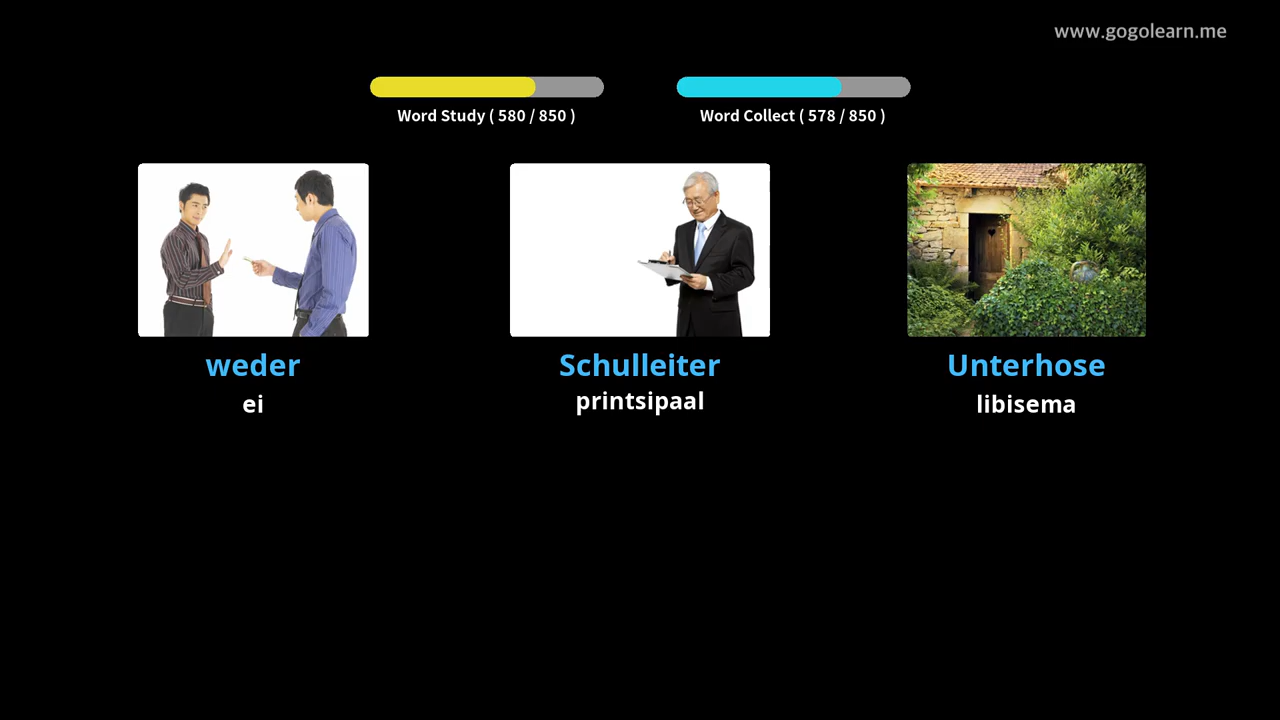 www.gogolearn.me
Word Study ( 580 / 850 )
Word Collect ( 578 / 850 )
weder
ei
Schulleiter
printsipaal
Unterhose
libisema